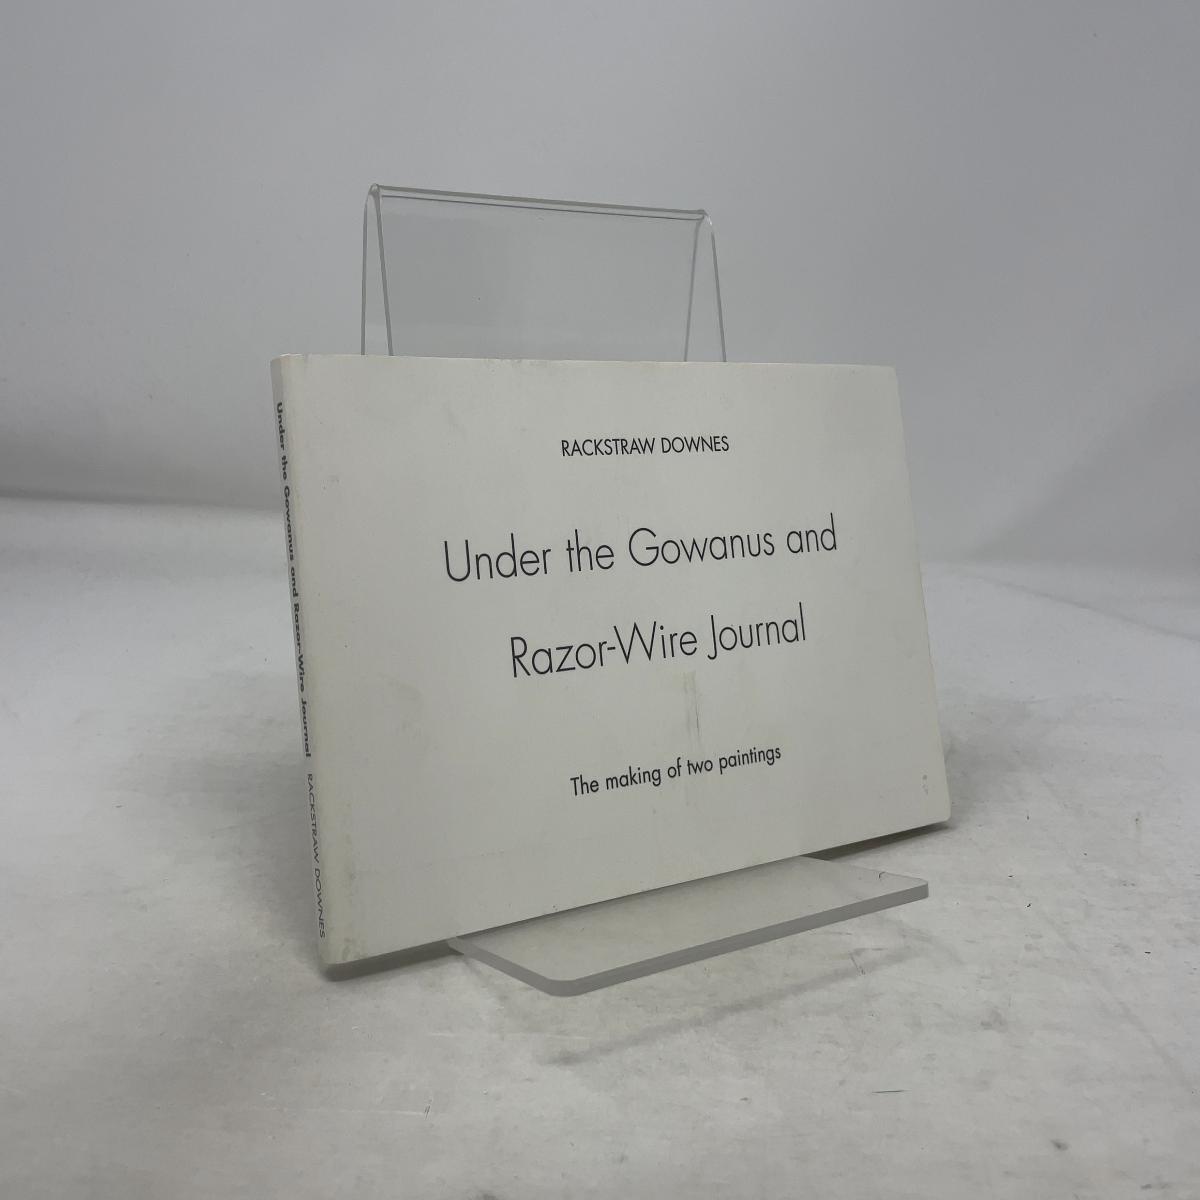 RACKSTRAW DOWNES
Under the Gowanus and
Razor-Wire Journal
The making of two paintings
Under the Gowanus and Razor-Wire Journal RACKSTRAW DOWNES